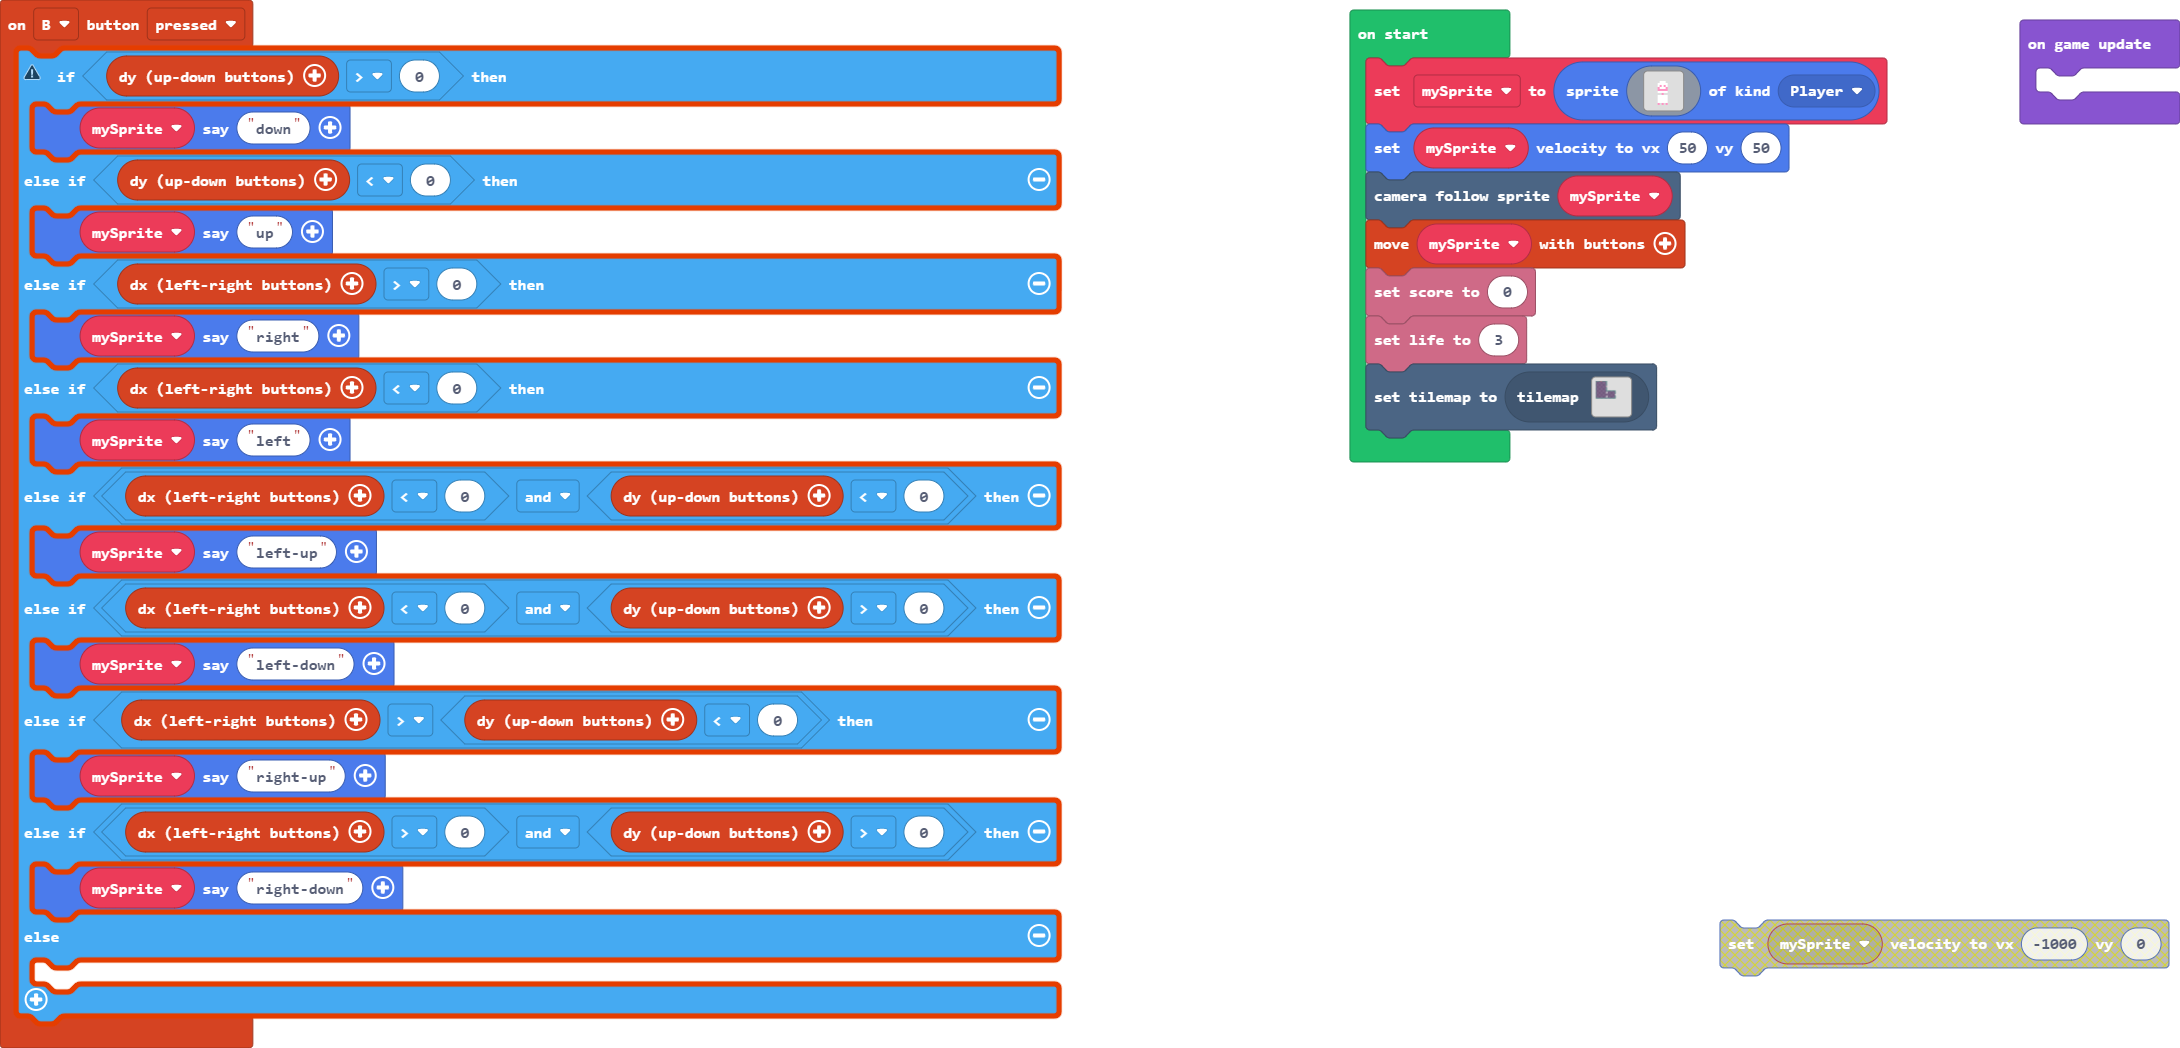 on B button pressed
if dy (up-down buttons) > 0 then
mySprite say "down"
else if dy (up-down buttons) < 0 then
mySprite say "up"
else if dx (left-right buttons) > 0 then
mySprite say "right"
else if dx (left-right buttons) < 0 then
mySprite say "left"
else if dx (left-right buttons) < 0 and dy (up-down buttons) < 0 then
mySprite say "left-up"
else if dx (left-right buttons) < 0 and dy (up-down buttons) > 0 then
mySprite say "left-down"
else if dx (left-right buttons) > dy (up-down buttons) < 0 then
mySprite say "right-up"
else if dx (left-right buttons) > 0 and dy (up-down buttons) > 0 then
mySprite say "right-down"
else
on start
set mySprite to sprite of kind Player
set mySprite velocity to vx 50 vy 50
camera follow sprite mySprite
move mySprite with buttons
set score to 0
set life to 3
set tilemap to tilemap
on game update
set mySprite velocity to vx -1000 vy 0